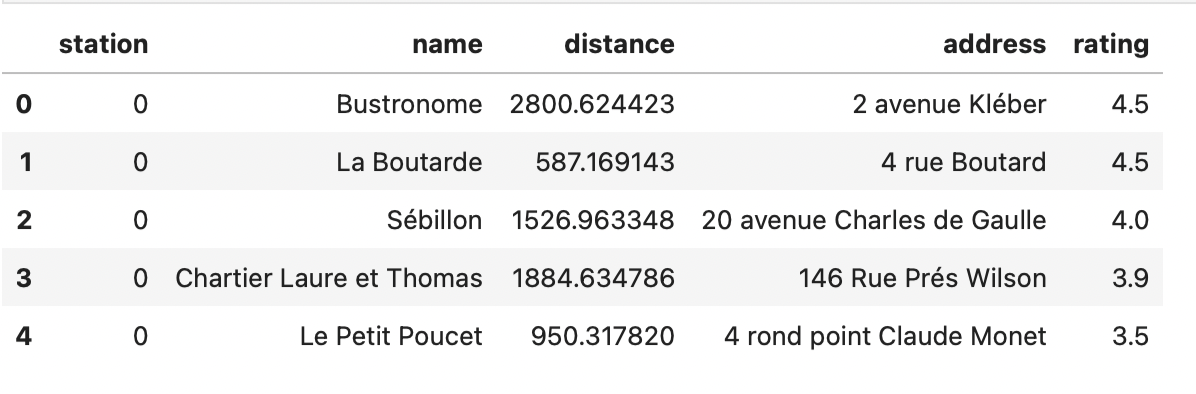 station name distance address rating
0 0 Bustronome 2800.624423 2 avenue Kléber 4.5
1 0 La Boutarde 587.169143 4 rue Boutard 4.5
2 0 Sébillon 1526.963348 20 avenue Charles de Gaulle 4.0
3 0 Chartier Laure et Thomas 1884.634786 146 Rue Prés Wilson 3.9
4 0 Le Petit Poucet 950.317820 4 rond point Claude Monet 3.5